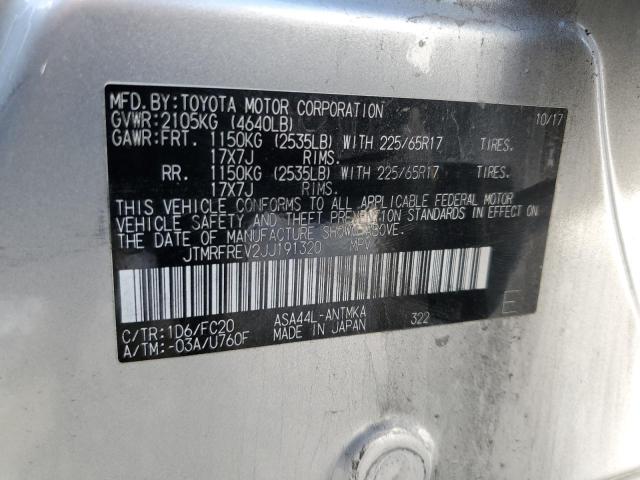 MFD.BY:TOYOTA MOTOR CORPORATION 10/17
GVWR:2105KG (4640LB)
GAWR:FRT. 1150KG (2535LB) WITH 225/65R17 TIRES.
17X7J RIMS.
RR. 1150KG (2535LB) WITH 225/65R17 TIRES.
17X7J RIMS.
THIS VEHICLE CONFORMS TO ALL APPLICABLE FEDERAL MOTOR
VEHICLE SAFETY AND THEFT PREVENTION STANDARDS IN EFFECT ON
THE DATE OF MANUFACTURE SHOWN ABOVE.
JTMRFREV2JJ191320 MPV
C/TR:1D6/FC20 ASA44L-ANTMKA 322 E
A/TM:-03A/U760F MADE IN JAPAN